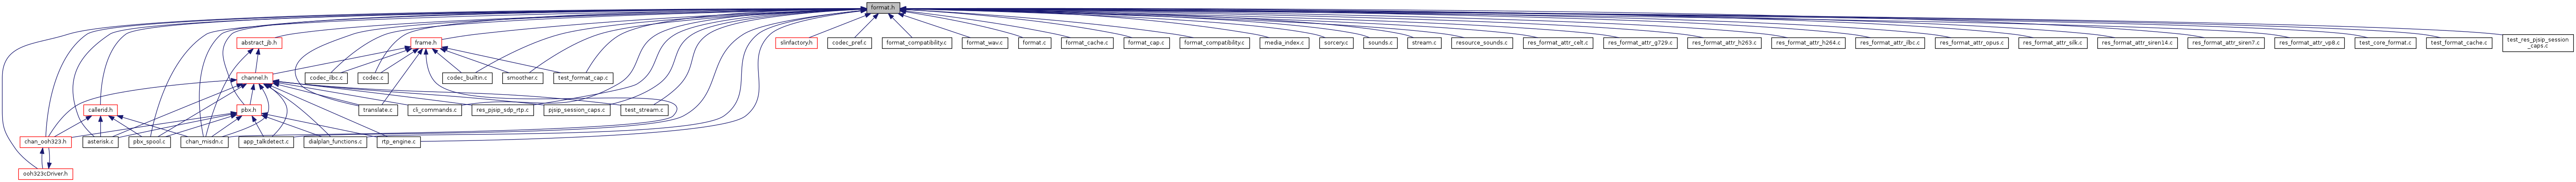 format.h
abstract_jb.h
frame.h
slinfactory.h
codec_pref.c
format_compatibility.c
format_wav.c
format.c
format_cache.c
format_cap.c
format_compatibility.c
media_index.c
sorcery.c
sounds.c
stream.c
resource_sounds.c
res_format_attr_celt.c
res_format_attr_g729.c
res_format_attr_h263.c
res_format_attr_h264.c
res_format_attr_ilbc.c
res_format_attr_opus.c
res_format_attr_silk.c
res_format_attr_siren14.c
res_format_attr_siren7.c
res_format_attr_vp8.c
test_core_format.c
test_format_cache.c
test_res_pjsip_session
_caps.c
channel.h
codec_ilbc.c
codec.c
codec_builtin.c
smoother.c
test_format_cap.c
callerid.h
pbx.h
translate.c
cli_commands.c
res_pjsip_sdp_rtp.c
pjsip_session_caps.c
test_stream.c
chan_ooh323.h
asterisk.c
pbx_spool.c
chan_misdn.c
app_talkdetect.c
dialplan_functions.c
rtp_engine.c
ooh323cDriver.h